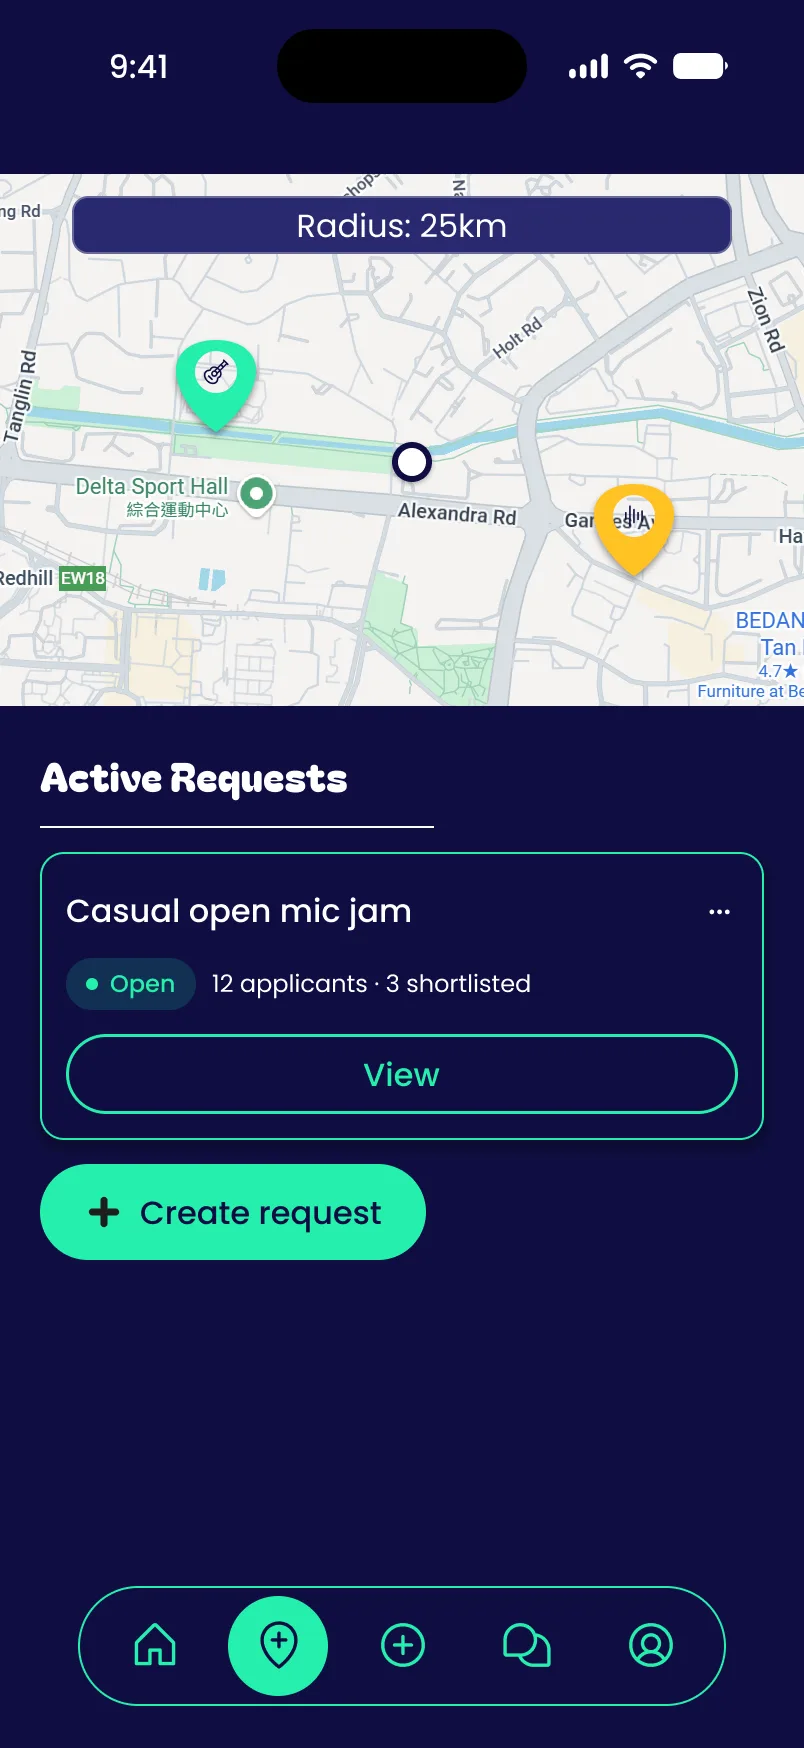 9:41
shops
ng Rd
Radius: 25km
Zion Rd
Holt Rd
Tanglin Rd
Delta Sport Hall
綜合運動中心
Alexandra Rd
Ha
Redhill EW18
BEDAN
Tan
4.7★
Furniture at Be
Active Requests
Casual open mic jam
Open
12 applicants · 3 shortlisted
View
Create request